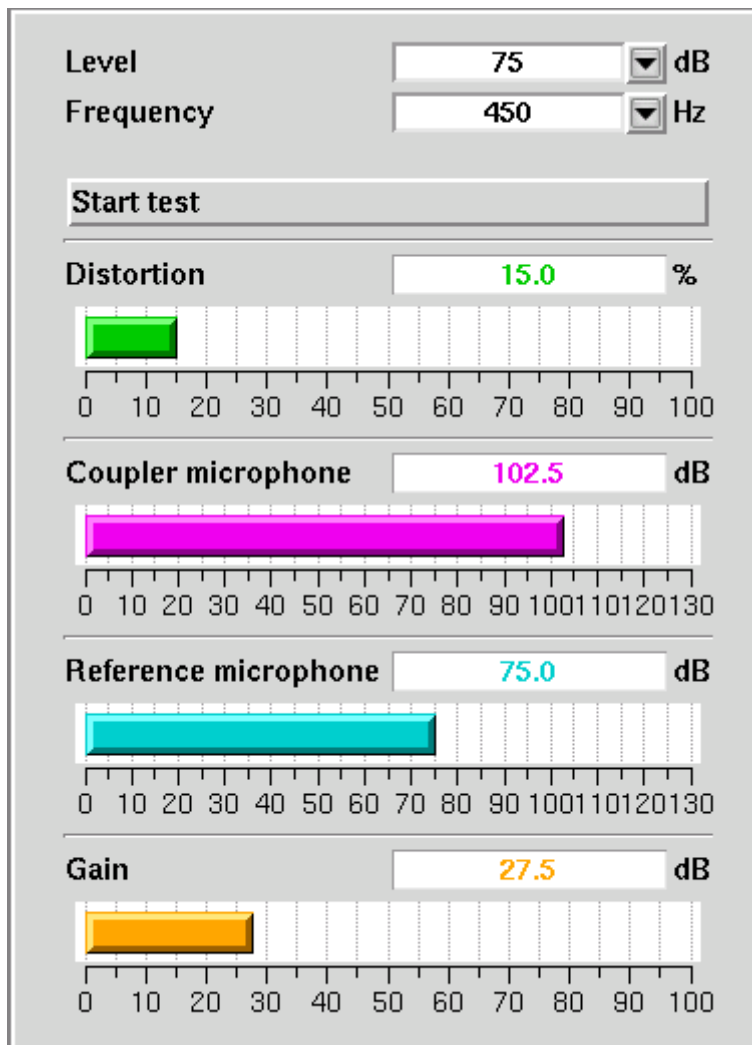 Level 75 dB
Frequency 450 Hz
Start test
Distortion 15.0 %
0 10 20 30 40 50 60 70 80 90 100
Coupler microphone 102.5 dB
0 10 20 30 40 50 60 70 80 90 100 110 120 130
Reference microphone 75.0 dB
0 10 20 30 40 50 60 70 80 90 100 110 120 130
Gain 27.5 dB
0 10 20 30 40 50 60 70 80 90 100